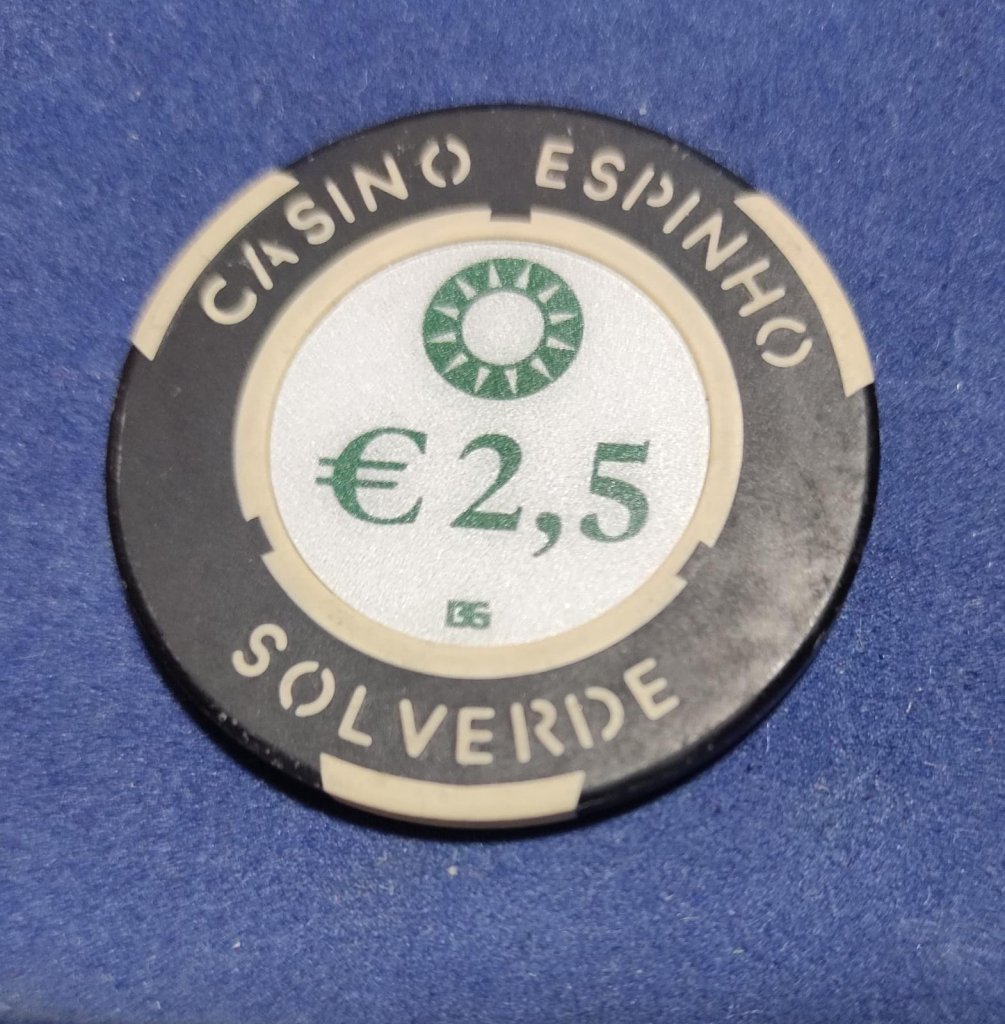 CASINO ESPINHO
€ 2,5
BG
SOLVERDE